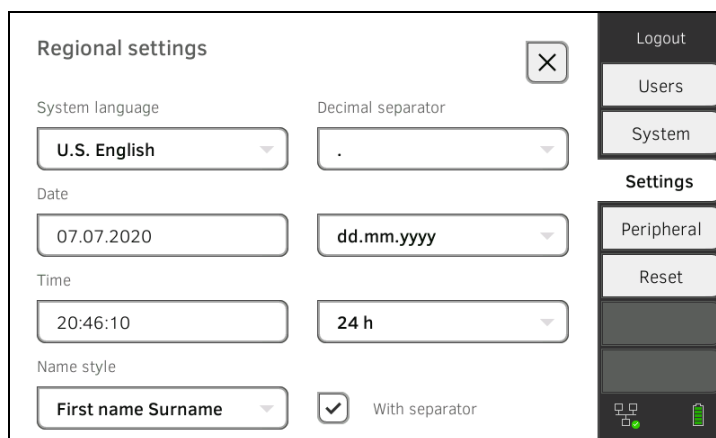 Regional settings
System language
Decimal separator
U.S. English
.
Date
07.07.2020
dd.mm.yyyy
Time
20:46:10
24 h
Name style
First name Surname
With separator
Logout
Users
System
Settings
Peripheral
Reset